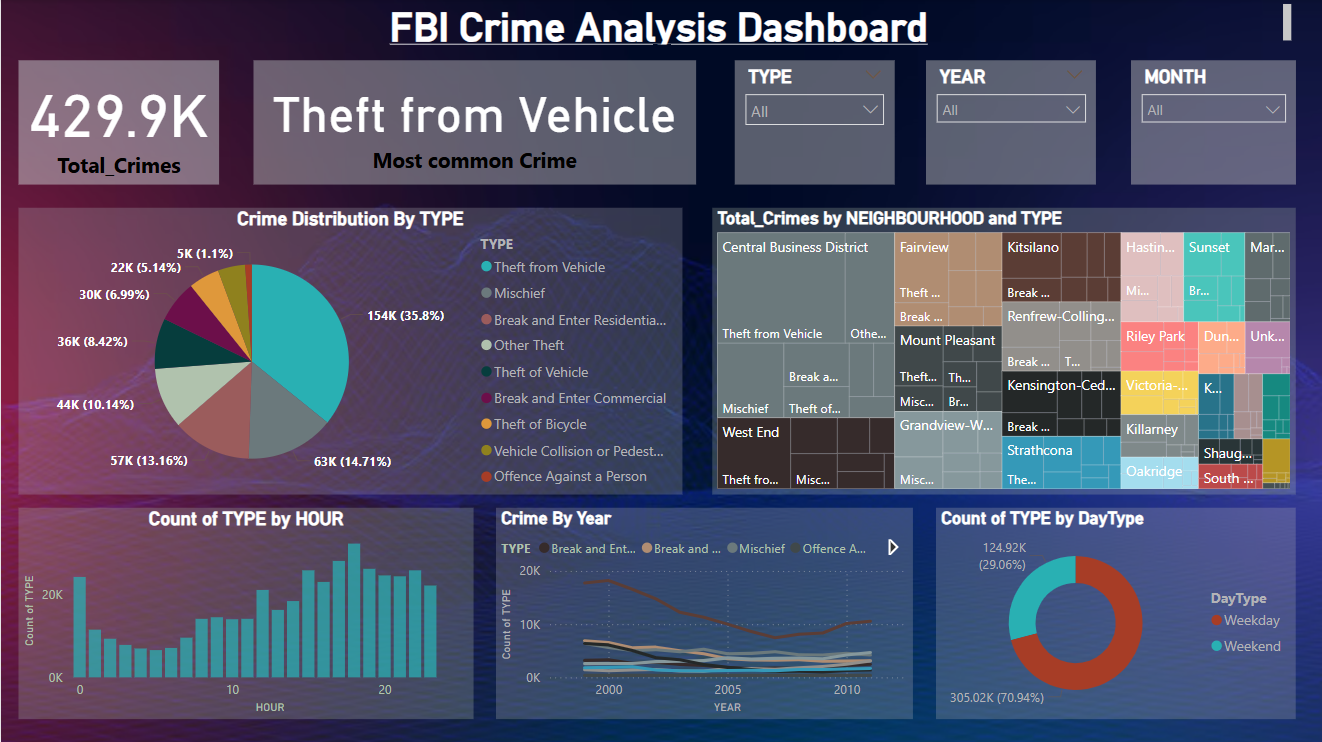 FBI Crime Analysis Dashboard
429.9K
Total_Crimes
Theft from Vehicle
Most common Crime
TYPE
All
YEAR
All
MONTH
All
Crime Distribution By TYPE
5K (1.1%)
22K (5.14%)
30K (6.99%)
36K (8.42%)
44K (10.14%)
57K (13.16%)
63K (14.71%)
154K (35.8%)
TYPE
Theft from Vehicle
Mischief
Break and Enter Residentia...
Other Theft
Theft of Vehicle
Break and Enter Commercial
Theft of Bicycle
Vehicle Collision or Pedest...
Offence Against a Person
Total_Crimes by NEIGHBOURHOOD and TYPE
Central Business District
Theft from Vehicle
Othe...
Break a...
Mischief
Theft of...
West End
Theft fro...
Misc...
Fairview
Theft ...
Break ...
Mount Pleasant
Theft...
Th...
Misc...
Br...
Grandview-W...
Misc...
Kitsilano
Break ...
Renfrew-Colling...
Break ...
T...
Kensington-Ced...
Break ...
Strathcona
The...
Hastin...
Mi...
Sunset
Br...
Mar...
Riley Park
Dun...
Unk...
Victoria-...
K...
Killarney
Shaug...
Oakridge
South ...
Count of TYPE by HOUR
Count of TYPE
20K
0K
0
10
20
HOUR
Crime By Year
TYPE
Break and Ent...
Break and ...
Mischief
Offence A...
Count of TYPE
20K
10K
0K
2000
2005
2010
YEAR
Count of TYPE by DayType
124.92K
(29.06%)
305.02K (70.94%)
DayType
Weekday
Weekend